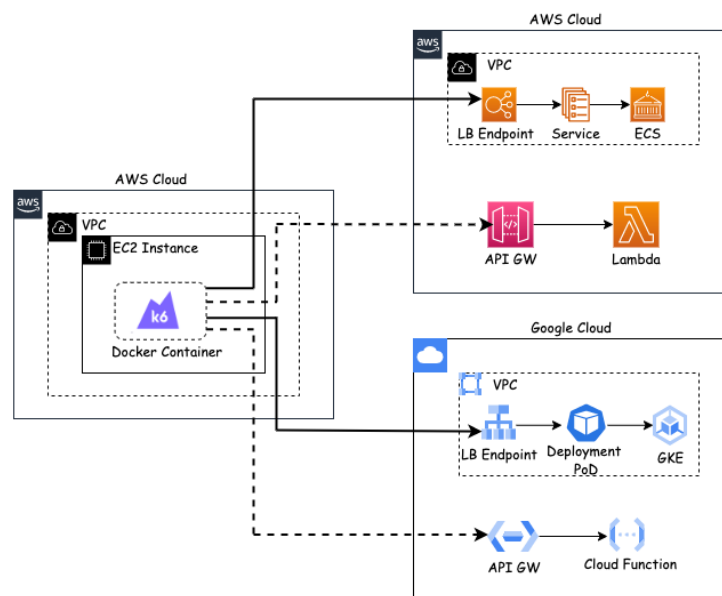 AWS Cloud
aws
VPC
EC2 Instance
k6
Docker Container
AWS Cloud
aws
VPC
LB Endpoint
Service
ECS
API GW
Lambda
Google Cloud
VPC
LB Endpoint
Deployment
PoD
GKE
API GW
Cloud Function